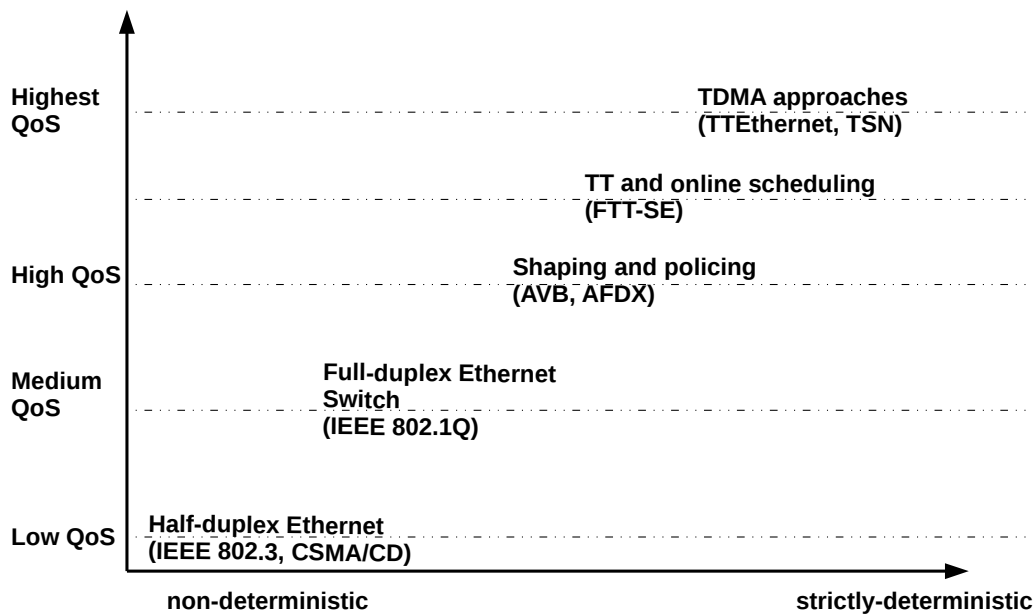 Highest
QoS
TDMA approaches
(TTEthernet, TSN)
TT and online scheduling
(FTT-SE)
High QoS
Shaping and policing
(AVB, AFDX)
Medium
QoS
Full-duplex Ethernet
Switch
(IEEE 802.1Q)
Low QoS
Half-duplex Ethernet
(IEEE 802.3, CSMA/CD)
non-deterministic
strictly-deterministic